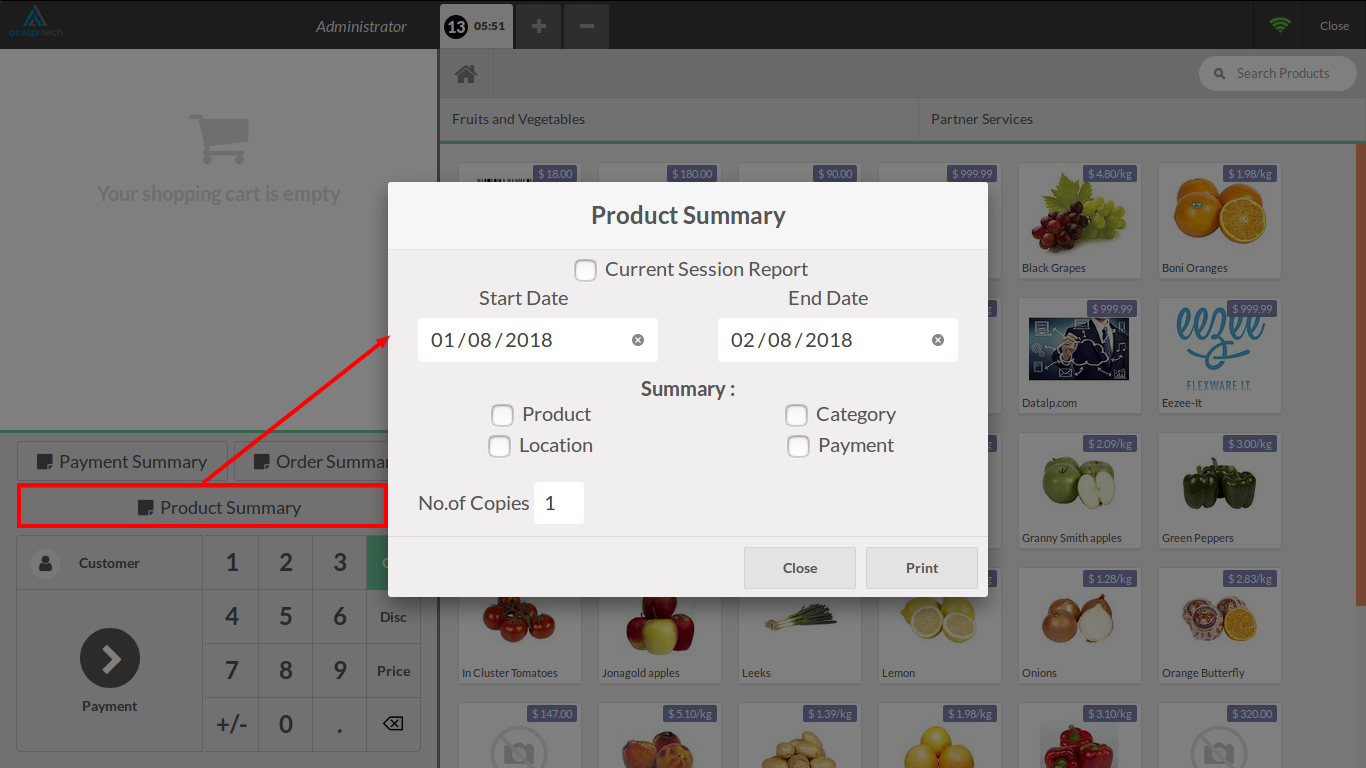 acespritech
Administrator
13 05:51
+
−
Close
Search Products
Fruits and Vegetables
Partner Services
Your shopping cart is empty
$ 18.00
$ 180.00
$ 90.00
$ 999.99
$ 4.80/kg
$ 1.98/kg
Black Grapes
Boni Oranges
Product Summary
Current Session Report
Start Date
End Date
01/08/2018
02/08/2018
Summary :
Product
Category
Location
Payment
No.of Copies 1
Close
Print
$ 999.99
$ 999.99
eezee
FLEXWARE I.T.
Datalp.com
Eezee-It
$ 2.09/kg
$ 3.00/kg
Granny Smith apples
Green Peppers
$ 1.28/kg
$ 2.83/kg
Payment Summary
Order Summar
Product Summary
Customer
1 2 3
4 5 6 Disc
7 8 9 Price
+/- 0 .
Payment
In Cluster Tomatoes
Jonagold apples
Leeks
Lemon
Onions
Orange Butterfly
$ 147.00
$ 5.10/kg
$ 1.39/kg
$ 1.98/kg
$ 3.10/kg
$ 320.00